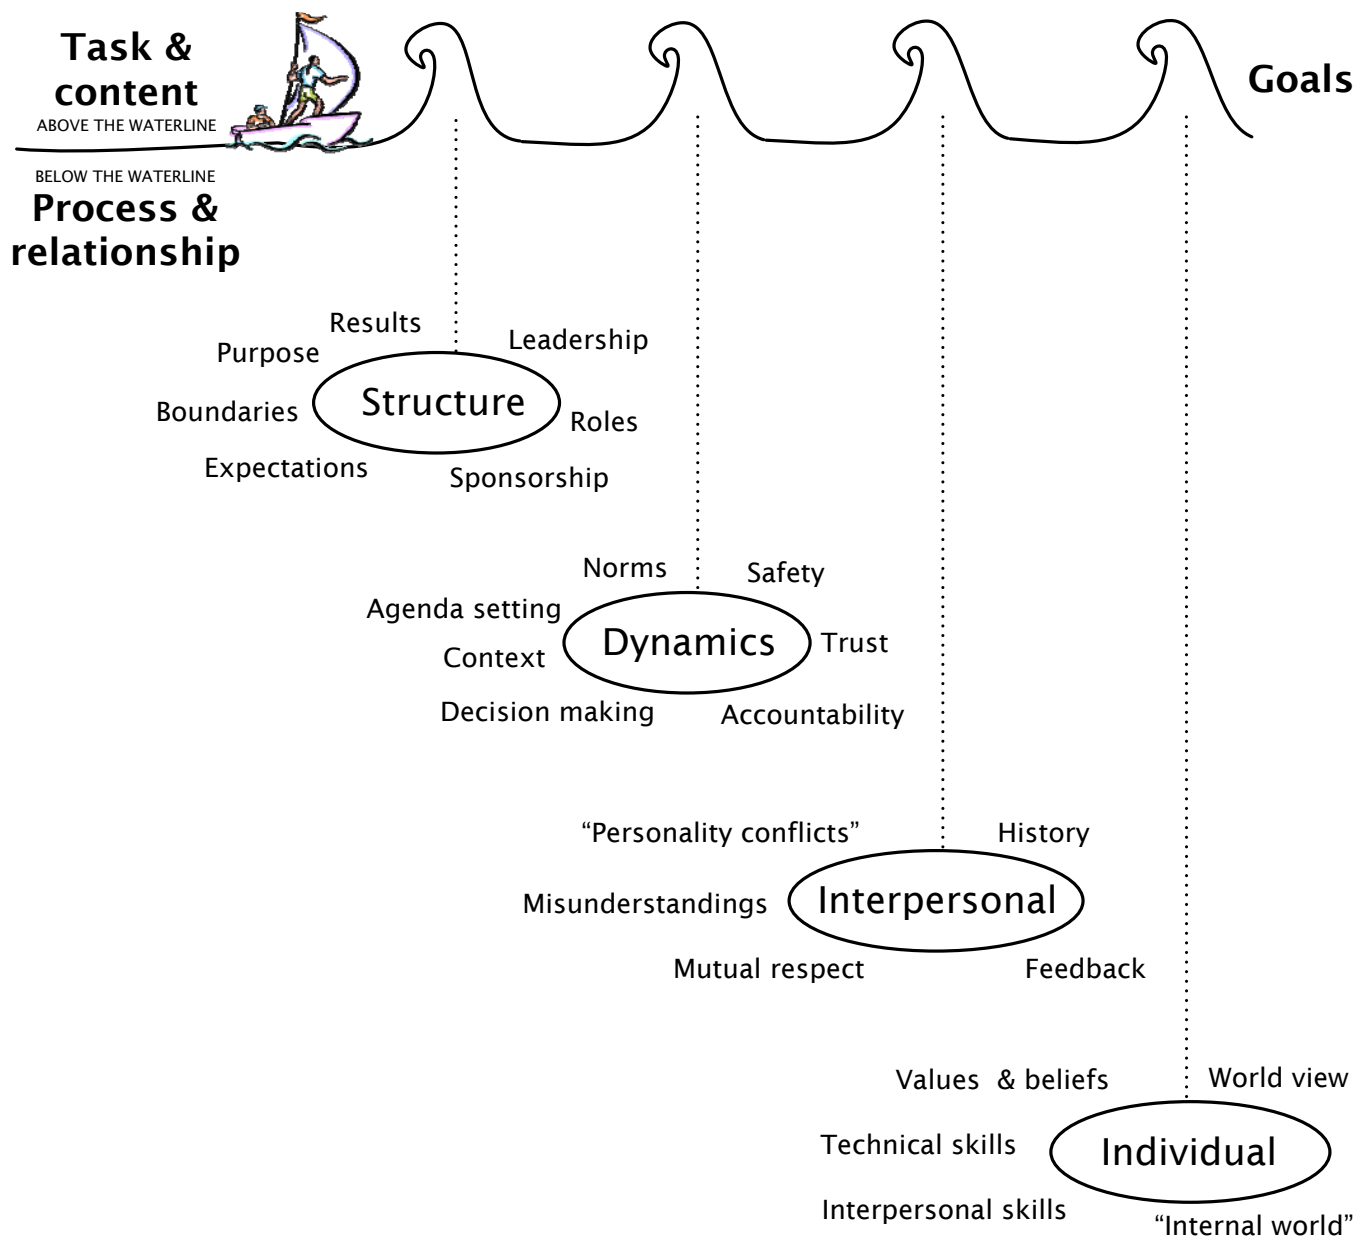 Task &
content
ABOVE THE WATERLINE
Goals
BELOW THE WATERLINE
Process &
relationship
Results
Leadership
Purpose
Structure
Boundaries
Roles
Expectations
Sponsorship
Norms
Safety
Agenda setting
Dynamics
Trust
Context
Decision making
Accountability
“Personality conflicts”
History
Misunderstandings
Interpersonal
Mutual respect
Feedback
Values & beliefs
World view
Technical skills
Individual
Interpersonal skills
“Internal world”